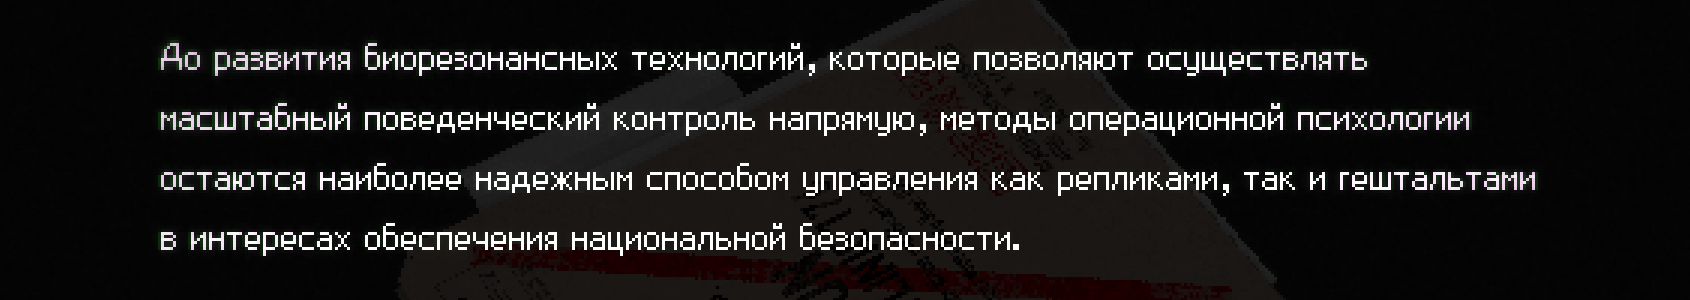 До развития биорезонансных технологий, которые позволяют осуществлять
масштабный поведенческий контроль напрямую, методы операционной психологии
остаются наиболее надежным способом управления как репликами, так и гештальтами
в интересах обеспечения национальной безопасности.